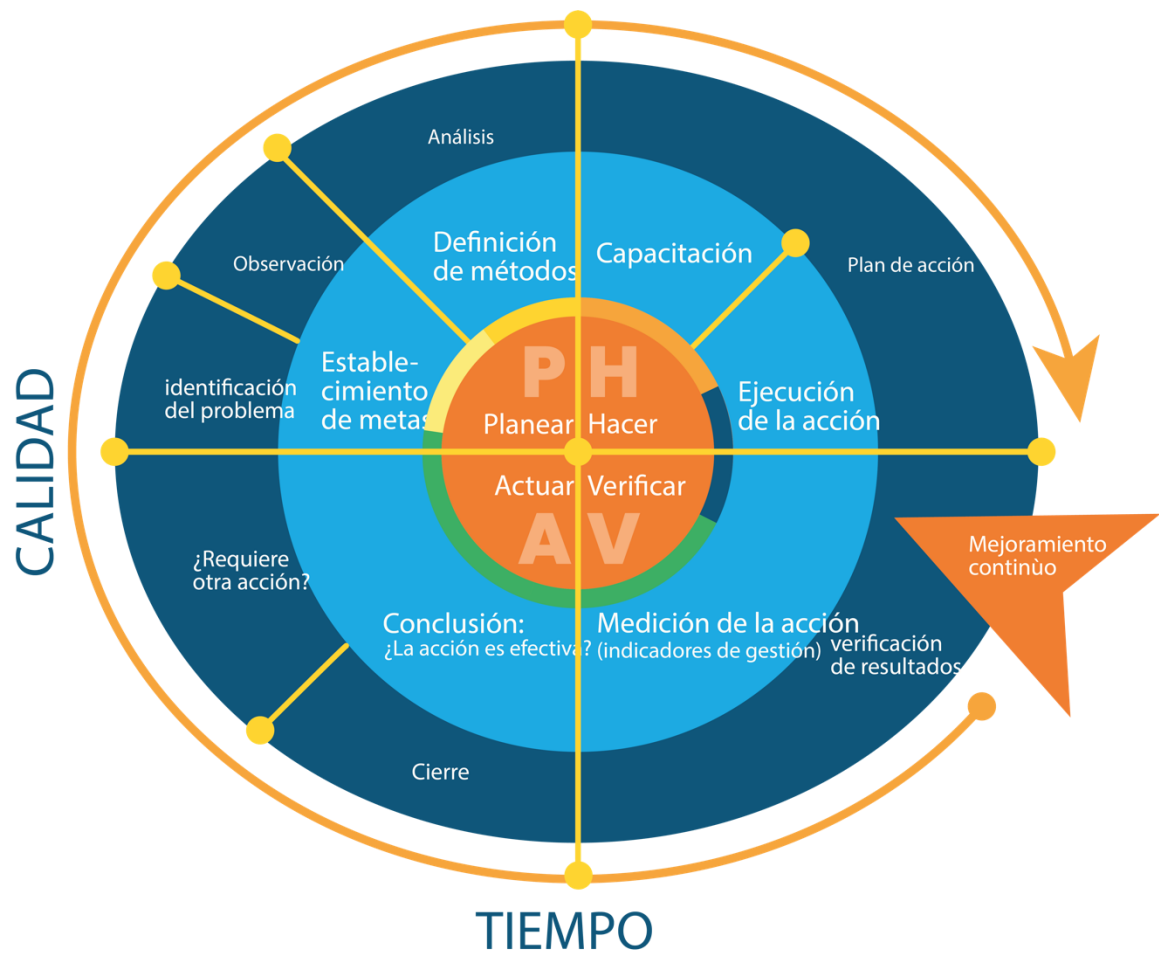 Análisis
Definición
de métodos
Capacitación
Observación
Plan de acción
Estable-
cimiento
de metas
identificación
del problema
P H
Planear Hacer
Ejecución
de la acción
CALIDAD
Actuar Verificar
A V
¿Requiere
otra acción?
Mejoramiento
continùo
Conclusión:
¿La acción es efectiva?
Medición de la acción
(indicadores de gestión)
verificación
de resultados
Cierre
TIEMPO